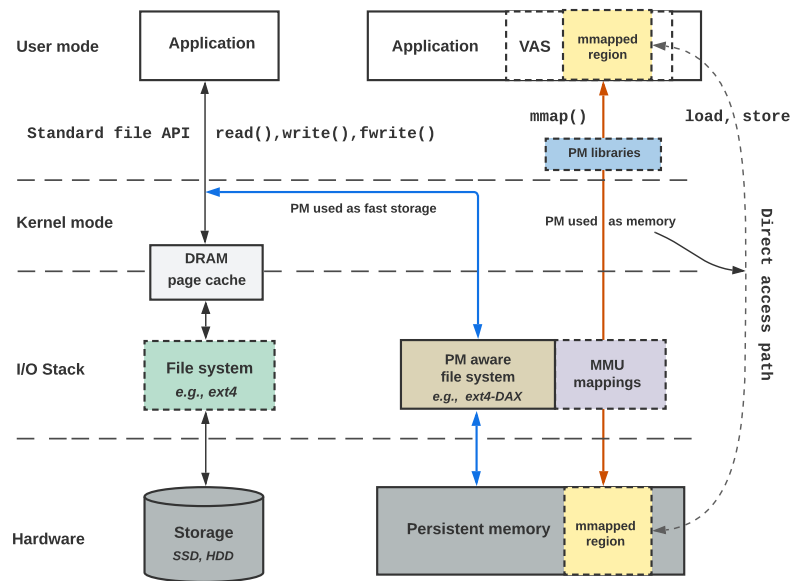 User mode
Application
Application
VAS
mmapped
region
mmap()
load, store
Standard file API
read(),write(),fwrite()
PM libraries
PM used as fast storage
Kernel mode
PM used as memory
Direct access path
DRAM
page cache
I/O Stack
File system
e.g., ext4
PM aware
file system
e.g., ext4-DAX
MMU
mappings
Hardware
Storage
SSD, HDD
Persistent memory
mmapped
region